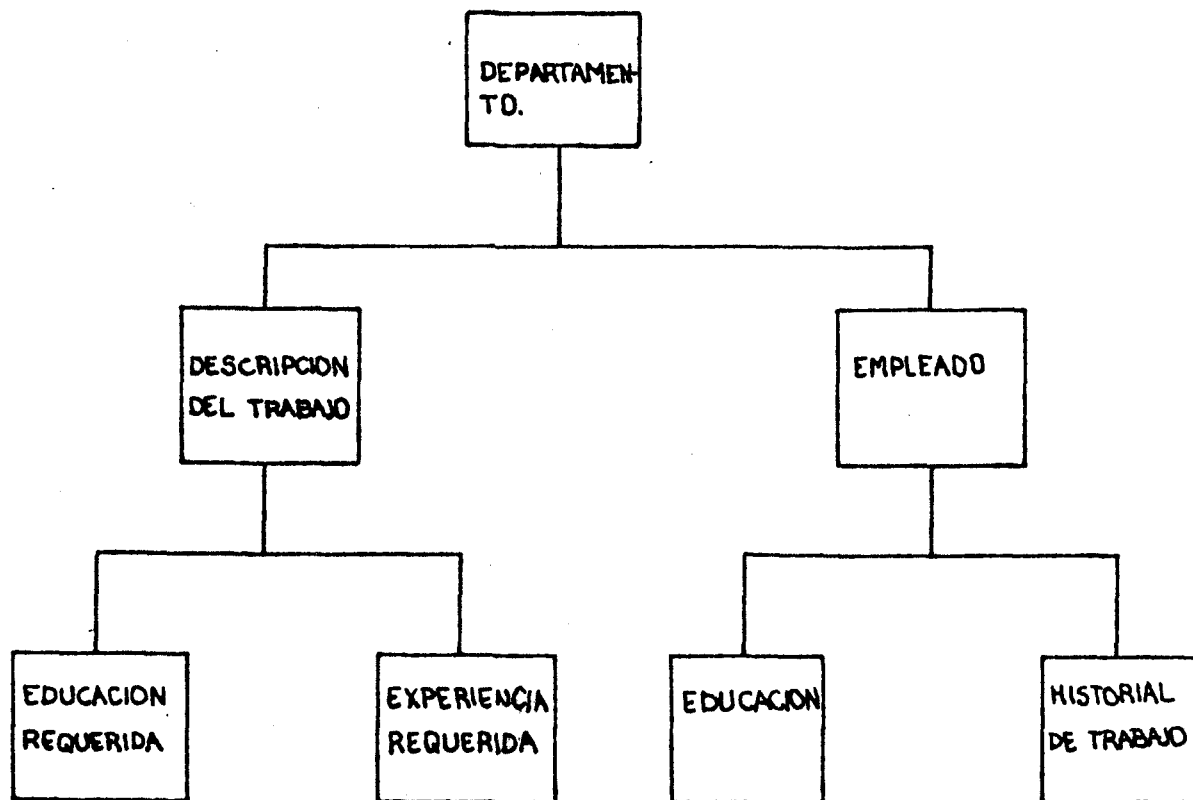 DEPARTAMEN-
TO.
DESCRIPCION
DEL TRABAJO
EMPLEADO
EDUCACION
REQUERIDA
EXPERIENCIA
REQUERIDA
EDUCACION
HISTORIAL
DE TRABAJO